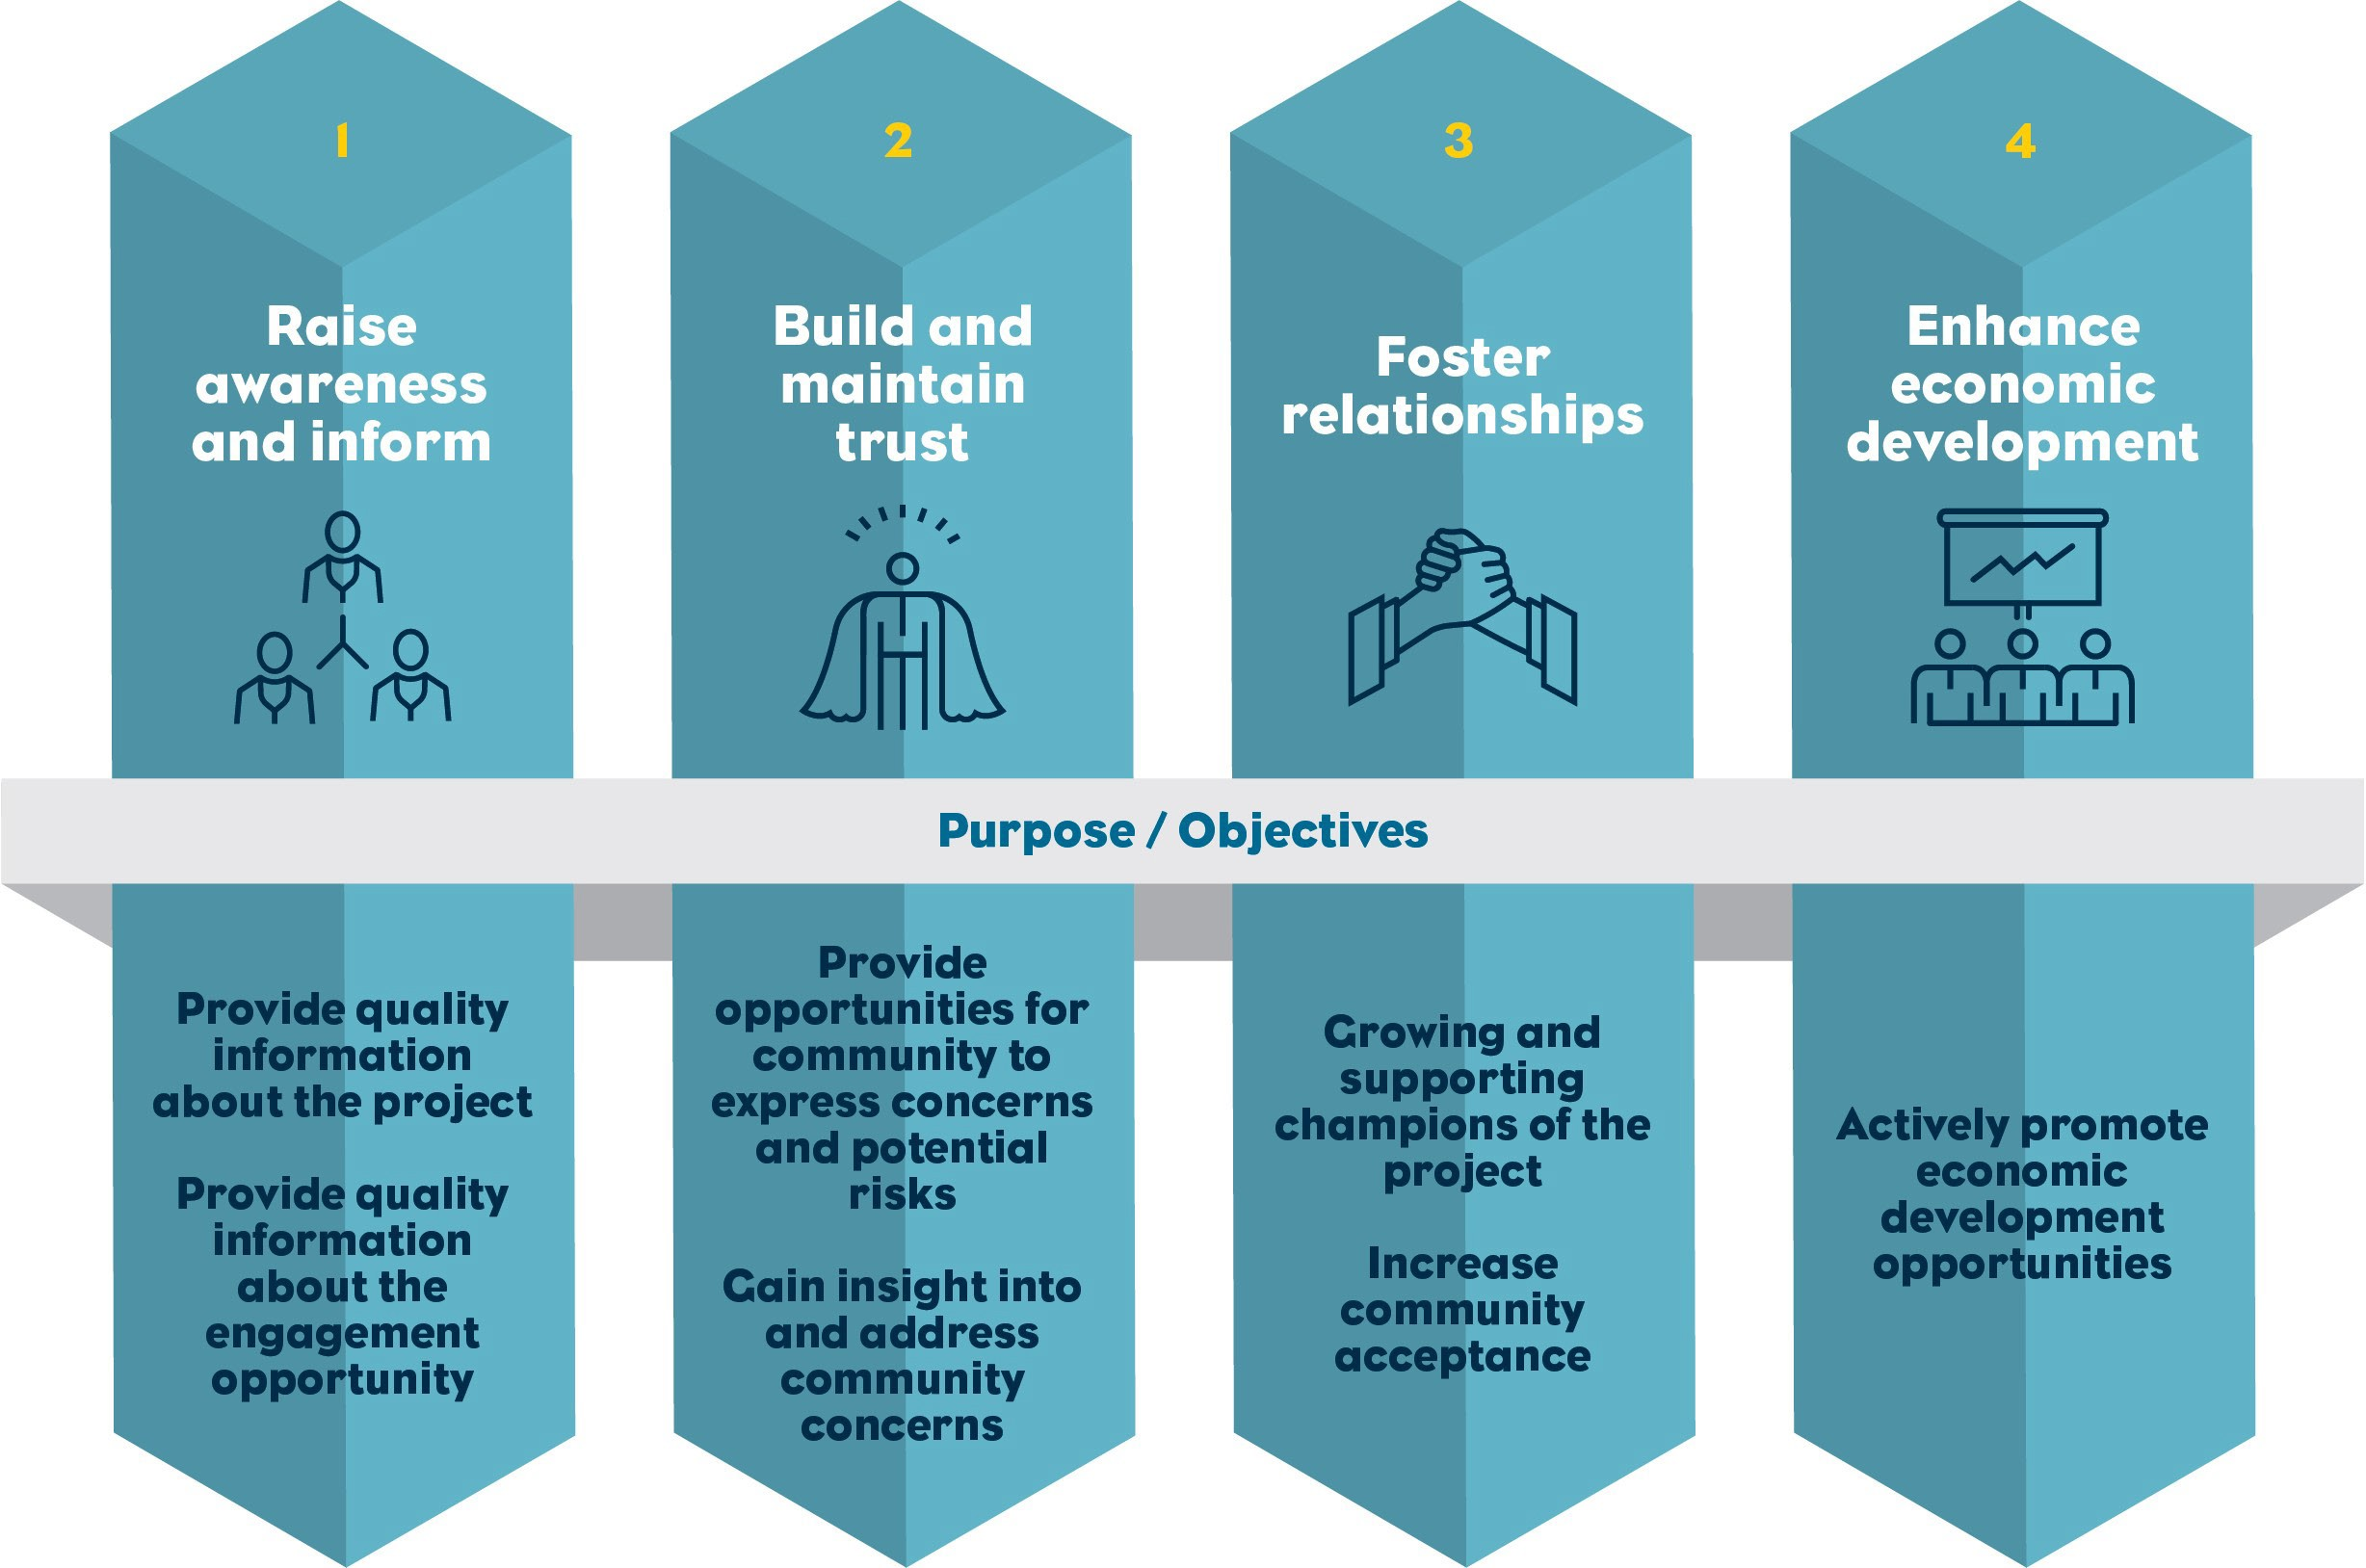 1
Raise
awareness
and inform
2
Build and
maintain
trust
3
Foster
relationships
4
Enhance
economic
development
Purpose / Objectives
Provide quality
information
about the project
Provide quality
information
about the
engagement
opportunity
Provide
opportunities for
community to
express concerns
and potential
risks
Gain insight into
and address
community
concerns
Growing and
supporting
champions of the
project
Increase
community
acceptance
Actively promote
economic
development
opportunities